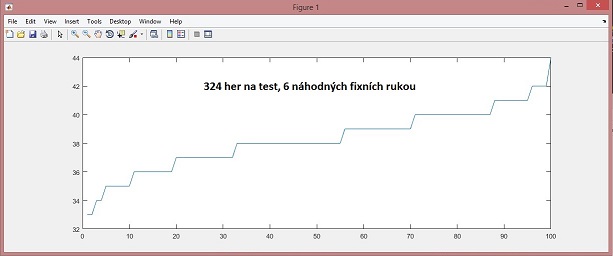 Figure 1
File Edit View Insert Tools Desktop Window Help
324 her na test, 6 náhodných fixních rukou
44
42
40
38
36
34
32
0 10 20 30 40 50 60 70 80 90 100